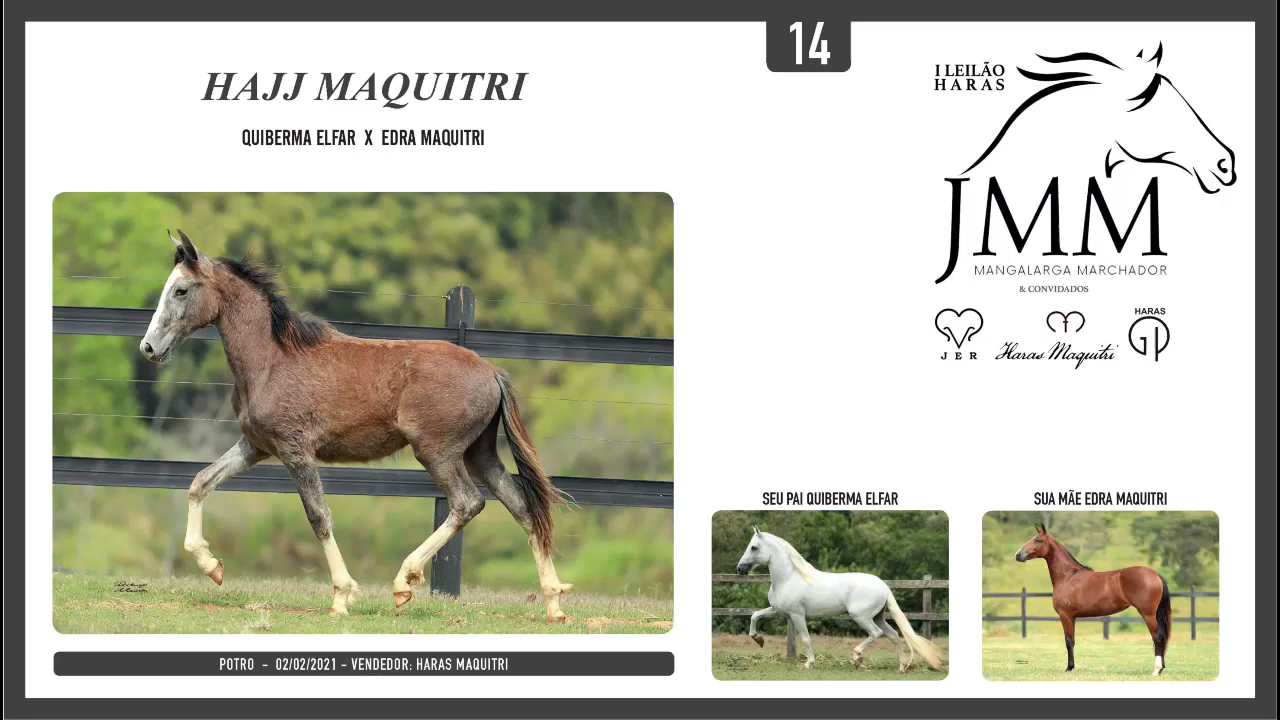 14
HAJJ MAQUITRI
QUIBERMA ELFAR X EDRA MAQUITRI
I LEILÃO
HARAS
JMM
MANGALARGA MARCHADOR
& CONVIDADOS
JER
Haras Maquitri
HARAS
GP
SEU PAI QUIBERMA ELFAR
SUA MÃE EDRA MAQUITRI
POTRO - 02/02/2021 - VENDEDOR: HARAS MAQUITRI